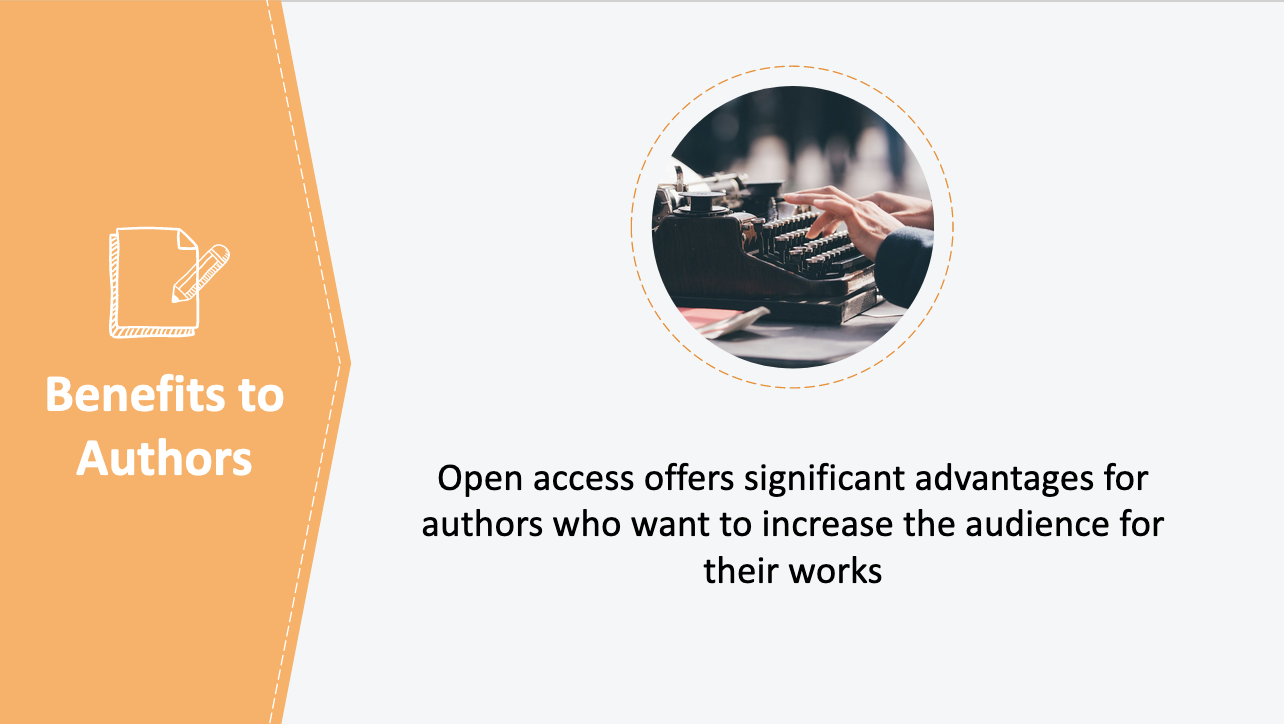 Benefits to
Authors
Open access offers significant advantages for
authors who want to increase the audience for
their works